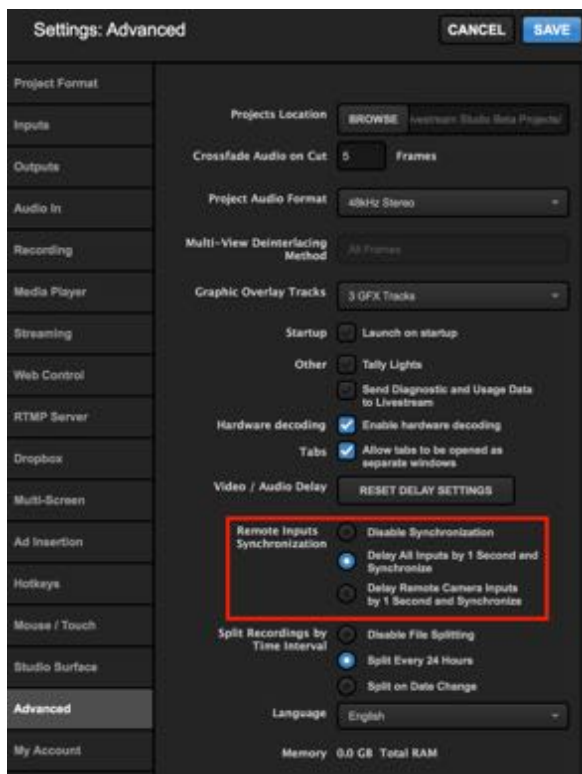 Settings: Advanced
CANCEL
SAVE
Project Format
Inputs
Outputs
Audio In
Recording
Media Player
Streaming
Web Control
RTMP Server
Dropbox
Multi-Screen
Ad Insertion
Hotkeys
Mouse / Touch
Studio Surface
Advanced
My Account
Projects Location
BROWSE
Livestream Studio Beta Projects/
Crossfade Audio on Cut
5 Frames
Project Audio Format
48kHz Stereo
Multi-View Deinterlacing
Method
All Frames
Graphic Overlay Tracks
3 GFX Tracks
Startup
Launch on startup
Other
Tally Lights
Send Diagnostic and Usage Data
to Livestream
Hardware decoding
Enable hardware decoding
Tabs
Allow tabs to be opened as
separate windows
Video / Audio Delay
RESET DELAY SETTINGS
Remote Inputs
Synchronization
Disable Synchronization
Delay All Inputs by 1 Second and
Synchronize
Delay Remote Camera Inputs
by 1 Second and Synchronize
Split Recordings by
Time Interval
Disable File Splitting
Split Every 24 Hours
Split on Date Change
Language
English
Memory
0.0 GB Total RAM